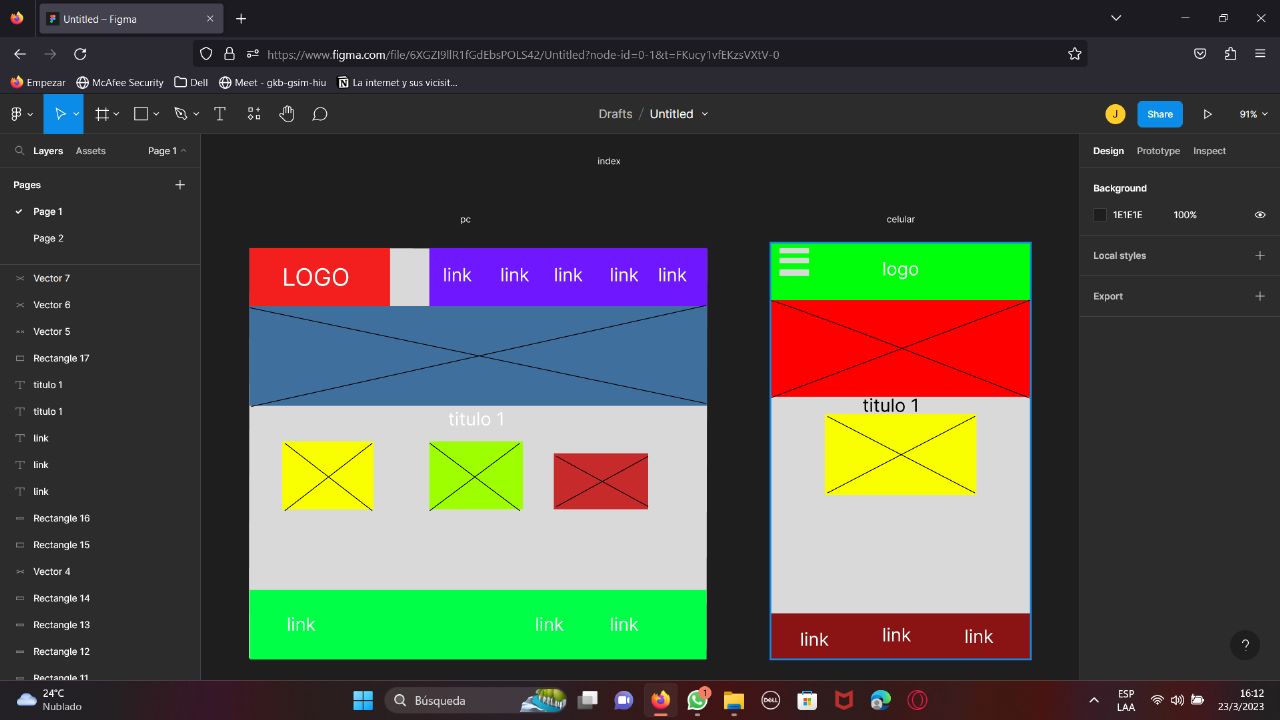 Untitled – Figma
https://www.figma.com/file/6XGZI9llR1fGdEbsPOLS42/Untitled?node-id=0-1&t=FKucy1vfEKzsVXtV-0
Empezar
McAfee Security
Dell
Meet - gkb-gsim-hiu
La internet y sus vicisit...
Drafts / Untitled
J
Share
91%
Layers
Assets
Page 1
Pages
Page 1
Page 2
Vector 7
Vector 6
Vector 5
Rectangle 17
titulo 1
titulo 1
link
link
link
Rectangle 16
Rectangle 15
Vector 4
Rectangle 14
Rectangle 13
Rectangle 12
Rectangle 11
index
pc
LOGO
link link link link link
titulo 1
link link link
celular
logo
titulo 1
link link link
Design
Prototype
Inspect
Background
1E1E1E 100%
Local styles
Export
?
24°C
Nublado
Búsqueda
1
DELL
ESP
LAA
16:12
23/3/2023